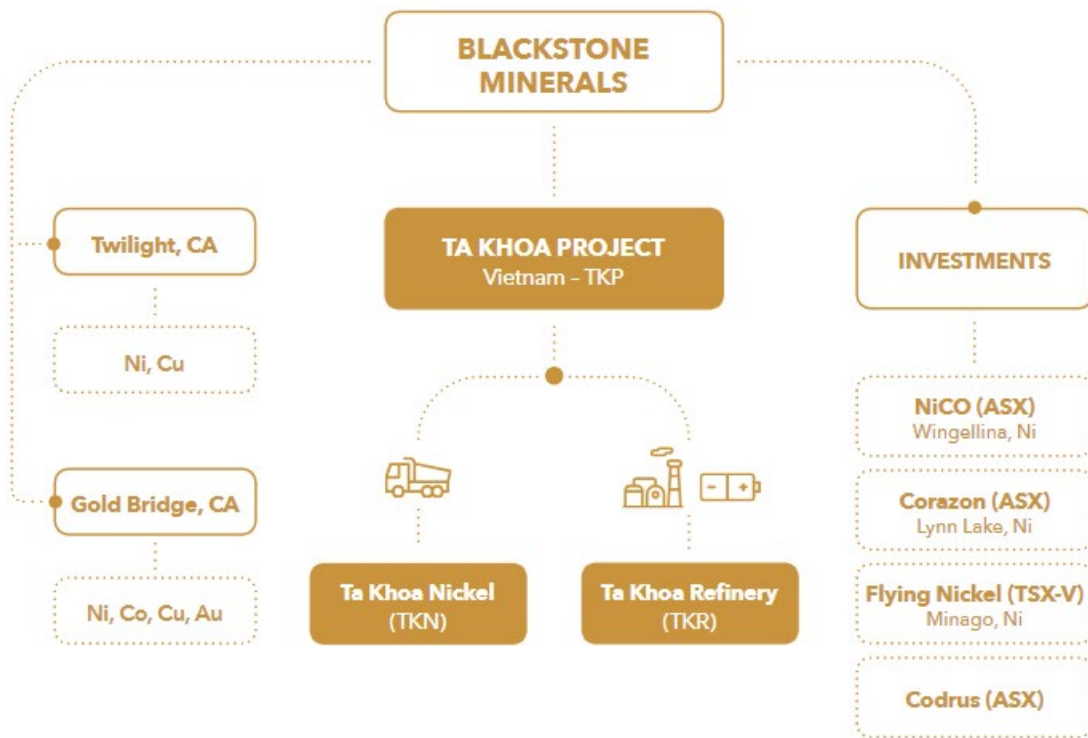 BLACKSTONE
MINERALS
Twilight, CA
Ni, Cu
Gold Bridge, CA
Ni, Co, Cu, Au
TA KHOA PROJECT
Vietnam – TKP
Ta Khoa Nickel
(TKN)
Ta Khoa Refinery
(TKR)
INVESTMENTS
NiCO (ASX)
Wingellina, Ni
Corazon (ASX)
Lynn Lake, Ni
Flying Nickel (TSX-V)
Minago, Ni
Codrus (ASX)